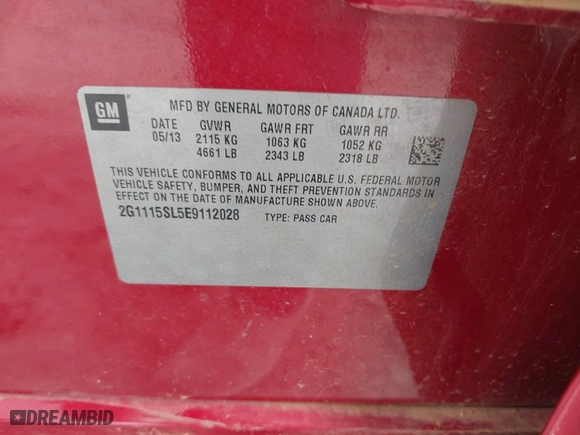 GM
MFD BY GENERAL MOTORS OF CANADA LTD.
DATE GVWR GAWR FRT GAWR RR
05/13 2115 KG 1063 KG 1052 KG
4661 LB 2343 LB 2318 LB
THIS VEHICLE CONFORMS TO ALL APPLICABLE U.S. FEDERAL MOTOR
VEHICLE SAFETY, BUMPER, AND THEFT PREVENTION STANDARDS IN
EFFECT ON THE DATE OF MANUFACTURE SHOWN ABOVE.
2G1115SL5E9112028 TYPE: PASS CAR
DREAMBID